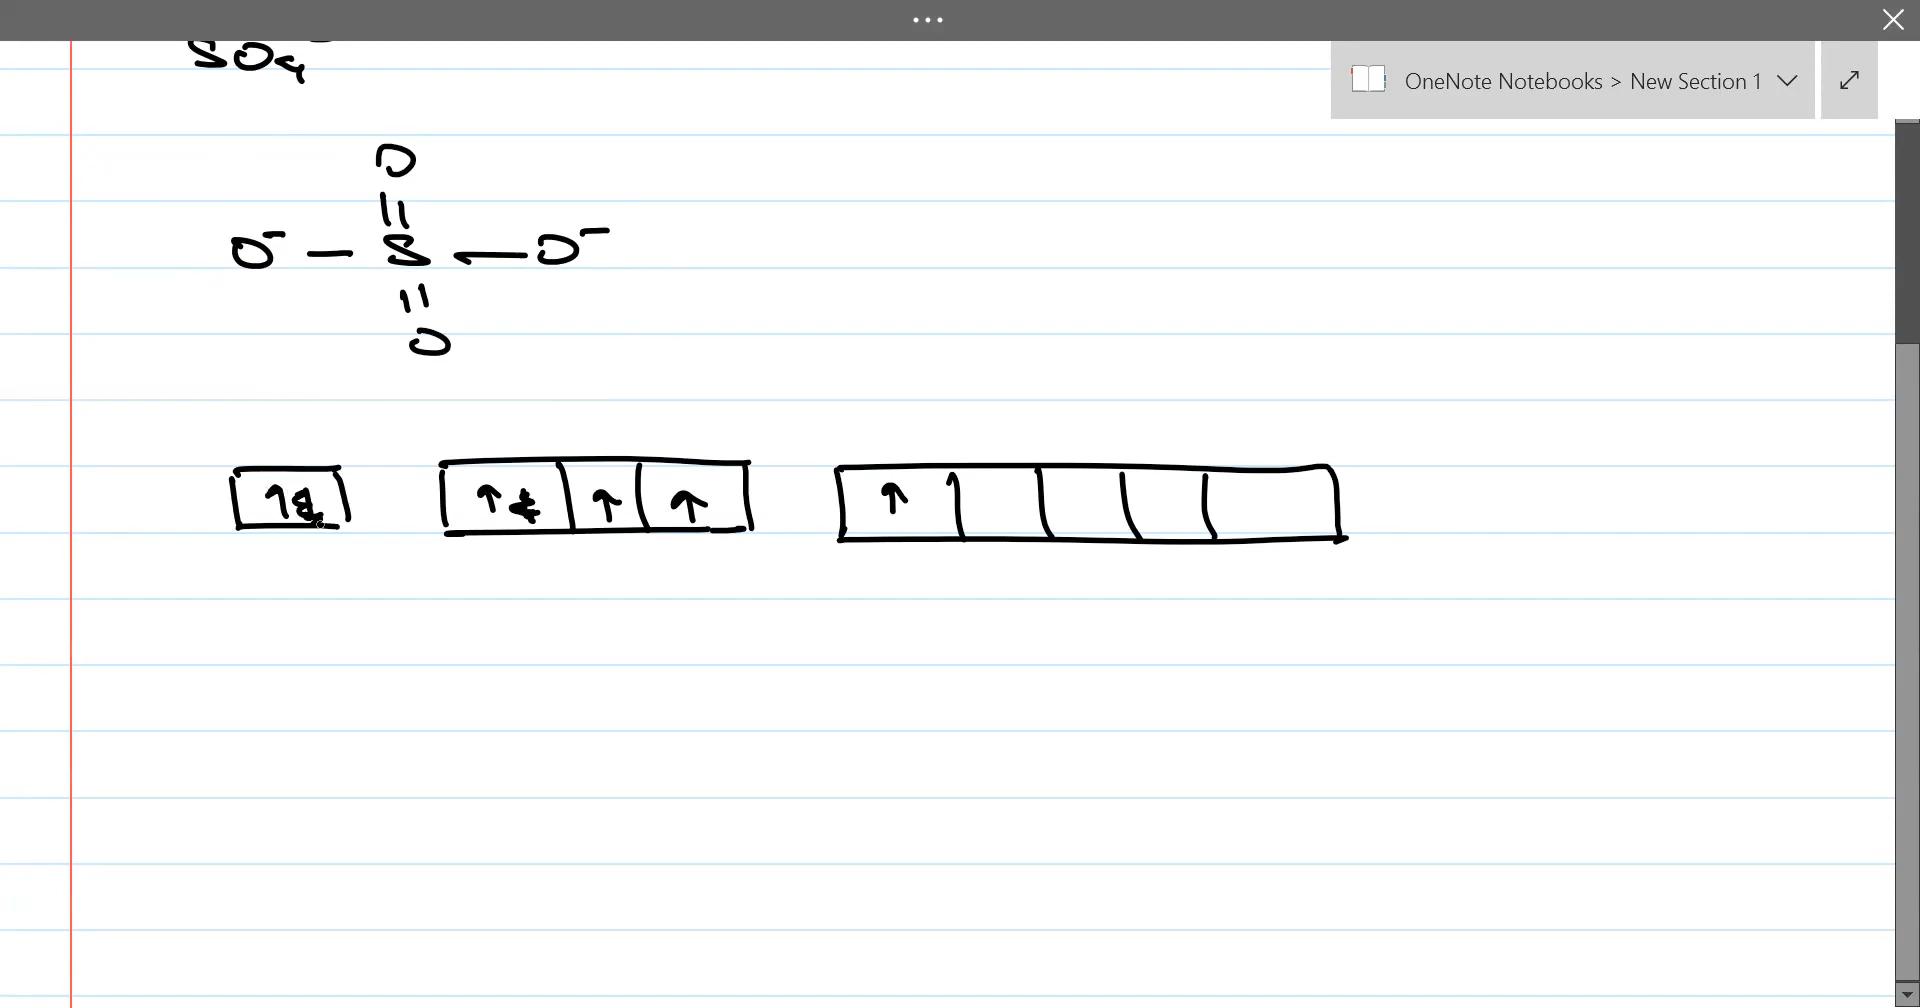 ...
SO₄⁻
OneNote Notebooks > New Section 1
O
||
O⁻ — S — O⁻
||
O
↑ ↑ ↑ ↑ ↑